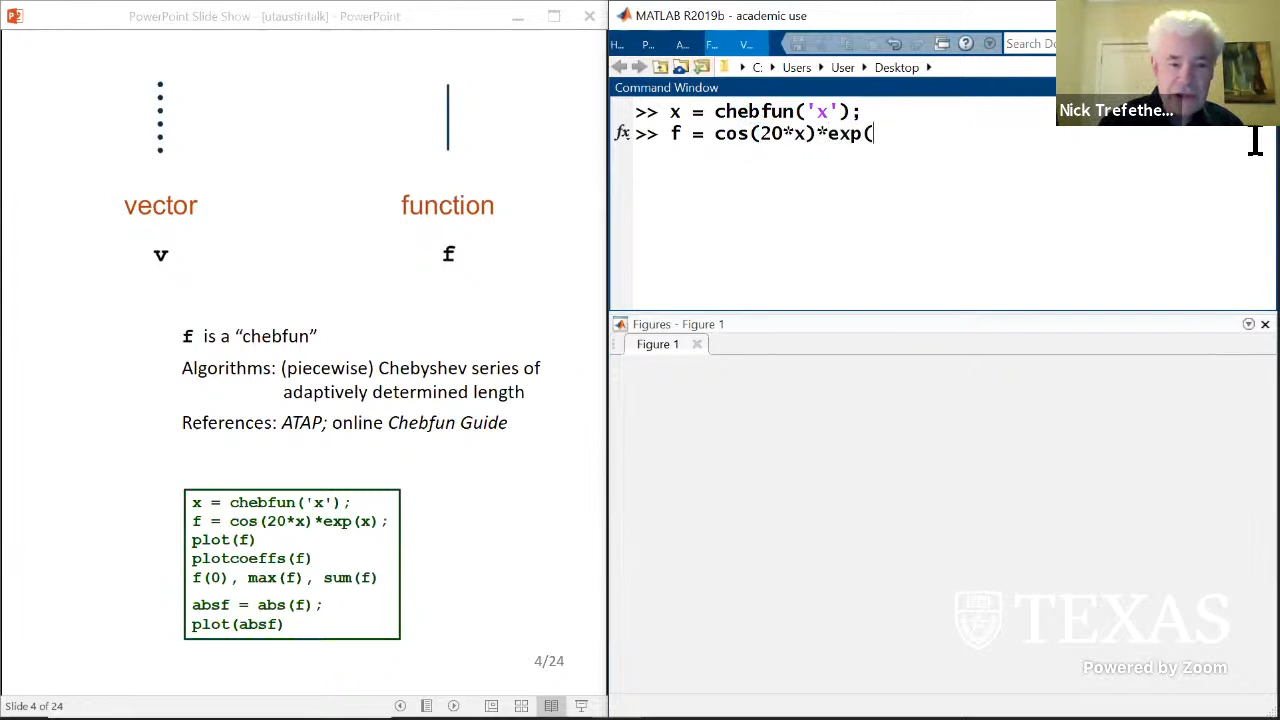 PowerPoint Slide Show - [utaustintalk] - PowerPoint
vector
function
v
f
f is a “chebfun”
Algorithms: (piecewise) Chebyshev series of
adaptively determined length
References: ATAP; online Chebfun Guide
x = chebfun('x');
f = cos(20*x)*exp(x);
plot(f)
plotcoeffs(f)
f(0), max(f), sum(f)
absf = abs(f);
plot(absf)
4/24
Slide 4 of 24
MATLAB R2019b - academic use
H... P... A... F... V...
Search Do
C: Users User Desktop
Command Window
>> x = chebfun('x');
fx >> f = cos(20*x)*exp(
Nick Trefethe...
Figures - Figure 1
Figure 1
TEXAS
Powered by Zoom